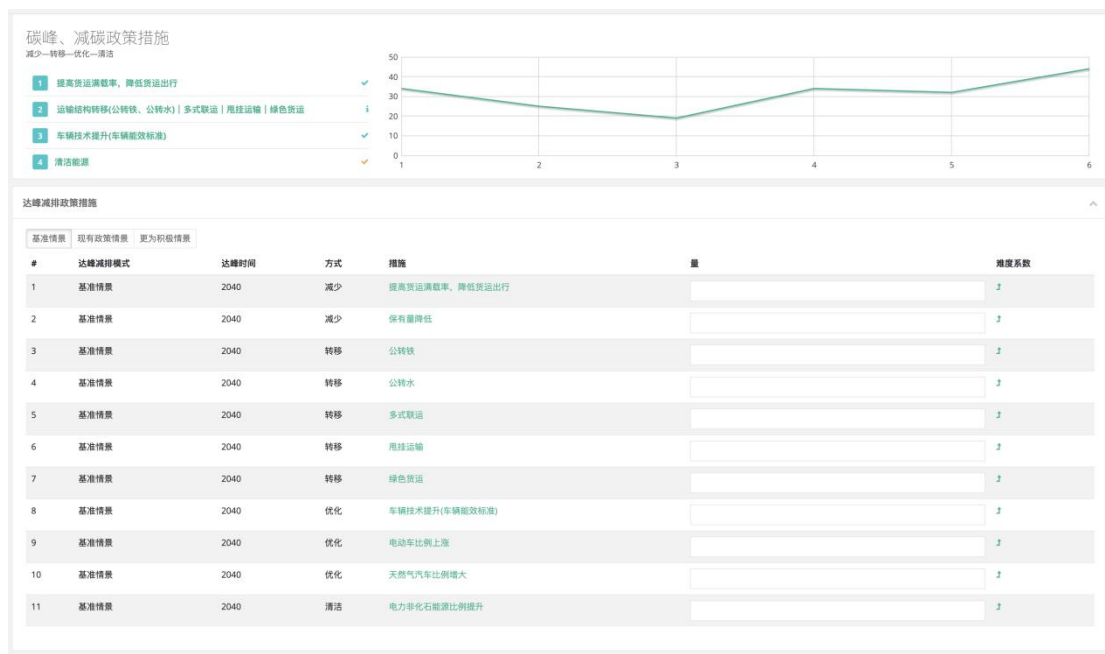 碳峰、减碳政策措施
减少—转移—优化—清洁
1 提高货运满载率，降低货运出行
2 运输结构转移(公转铁、公转水)｜多式联运｜甩挂运输｜绿色货运
3 车辆技术提升(车辆能效标准)
4 清洁能源
50
40
30
20
10
0
1 2 3 4 5 6
达峰减排政策措施
基准情景 现有政策情景 更为积极情景
# 达峰减排模式 达峰时间 方式 措施 量 难度系数
1 基准情景 2040 减少 提高货运满载率，降低货运出行
2 基准情景 2040 减少 保有量降低
3 基准情景 2040 转移 公转铁
4 基准情景 2040 转移 公转水
5 基准情景 2040 转移 多式联运
6 基准情景 2040 转移 甩挂运输
7 基准情景 2040 转移 绿色货运
8 基准情景 2040 优化 车辆技术提升(车辆能效标准)
9 基准情景 2040 优化 电动车比例上涨
10 基准情景 2040 优化 天然气汽车比例增大
11 基准情景 2040 清洁 电力非化石能源比例提升